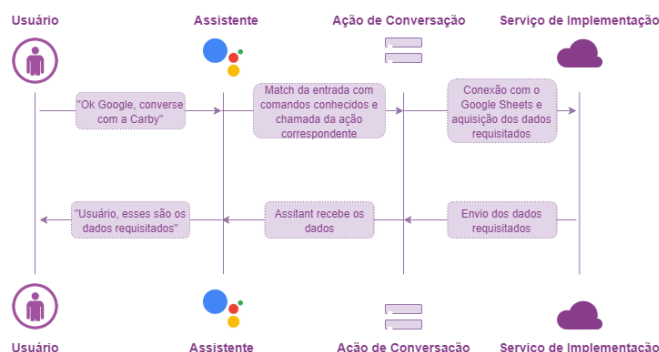 Usuário
Assistente
Ação de Conversação
Serviço de Implementação
"Ok Google, converse
com a Carby"
Match da entrada com
comandos conhecidos e
chamada da ação
correspondente
Conexão com o
Google Sheets e
aquisição dos dados
requisitados
"Usuário, esses são os
dados requisitados"
Assitant recebe os
dados
Envio dos dados
requisitados
Usuário
Assistente
Ação de Conversação
Serviço de Implementação